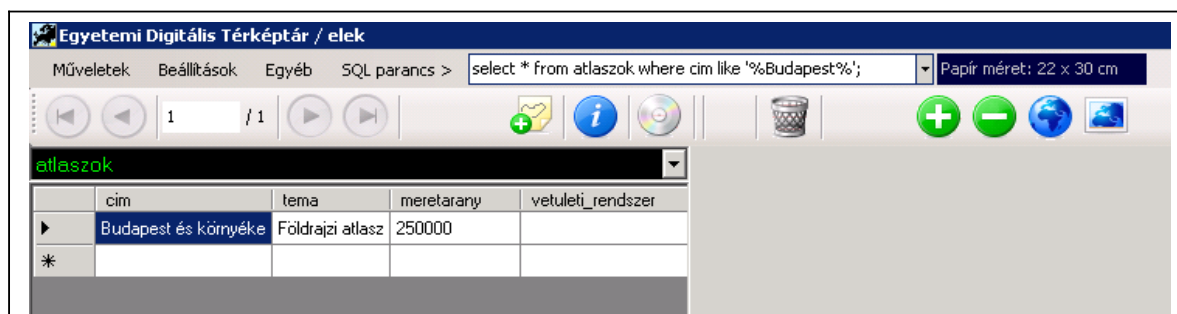 Egyetemi Digitális Térképtár / elek
Műveletek Beállítások Egyéb SQL parancs > select * from atlaszok where cim like '%Budapest%'; Papír méret: 22 x 30 cm
1 / 1
atlaszok
cim tema meretarany vetuleti_rendszer
Budapest és környéke Földrajzi atlasz 250000